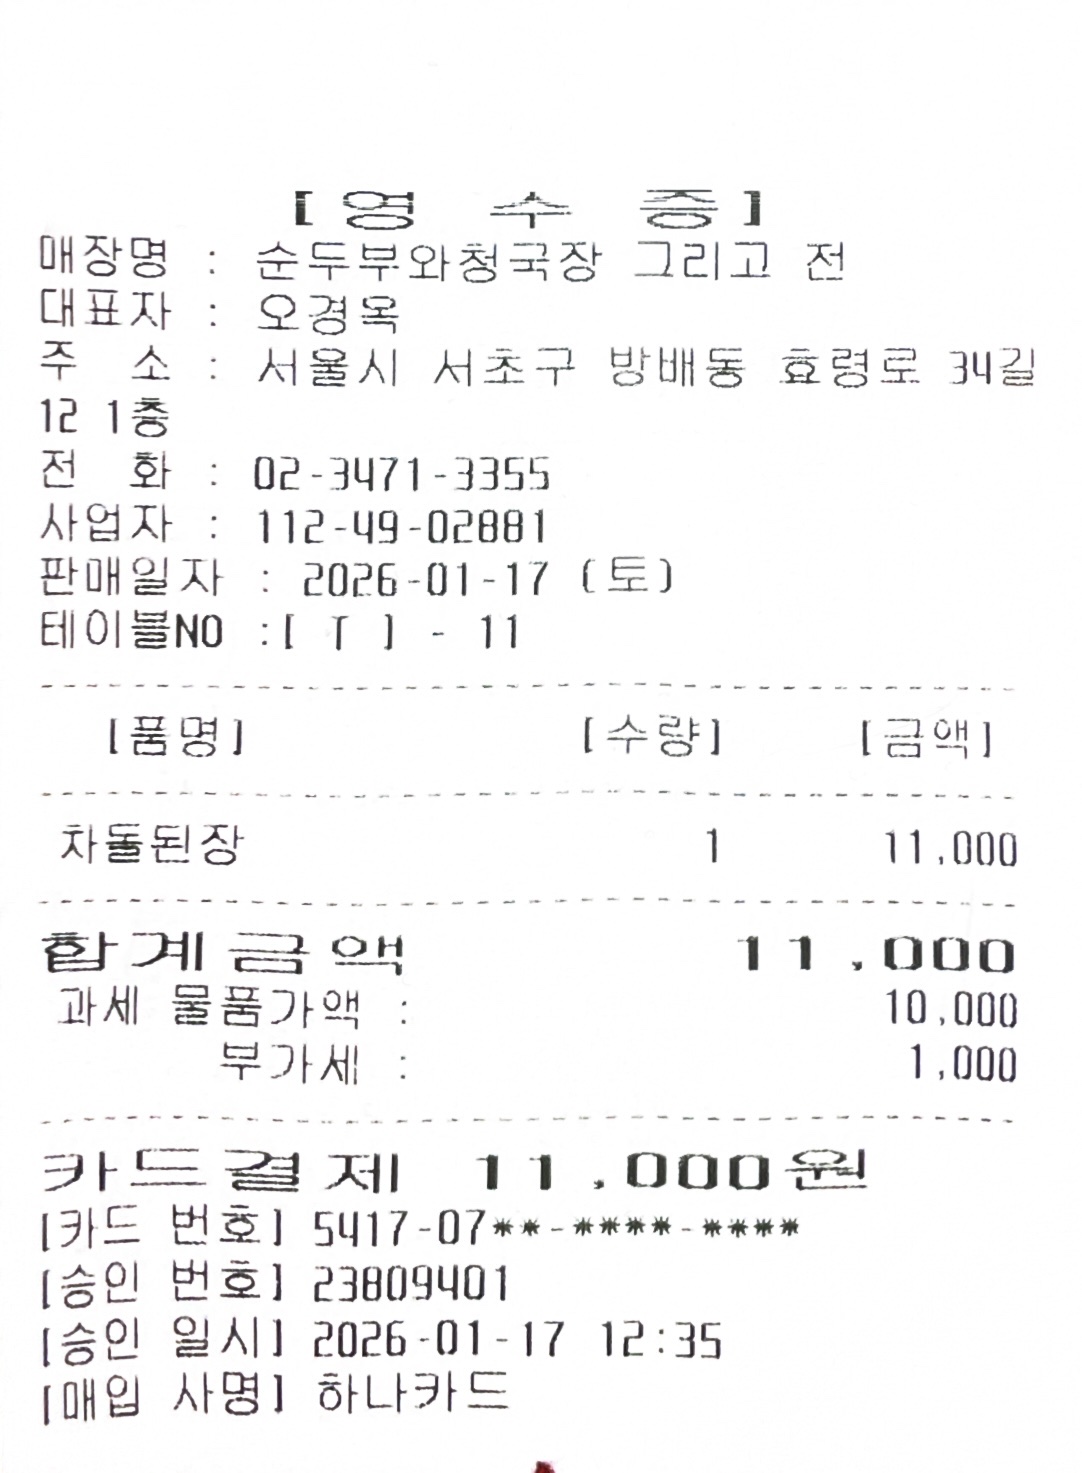 [영 수 증]
매장명 : 순두부와청국장 그리고 전
대표자 : 오경옥
주 소 : 서울시 서초구 방배동 효령로 34길
12 1층
전 화 : 02-3471-3355
사업자 : 112-49-02881
판매일자 : 2026-01-17 (토)
테이블NO :[ T ] - 11
[품명] [수량] [금액]
차돌된장 1 11,000
합계금액 11,000
과세 물품가액 : 10,000
부가세 : 1,000
카드결제 11,000원
[카드 번호] 5417-07**-****-****
[승인 번호] 23809401
[승인 일시] 2026-01-17 12:35
[매입 사명] 하나카드